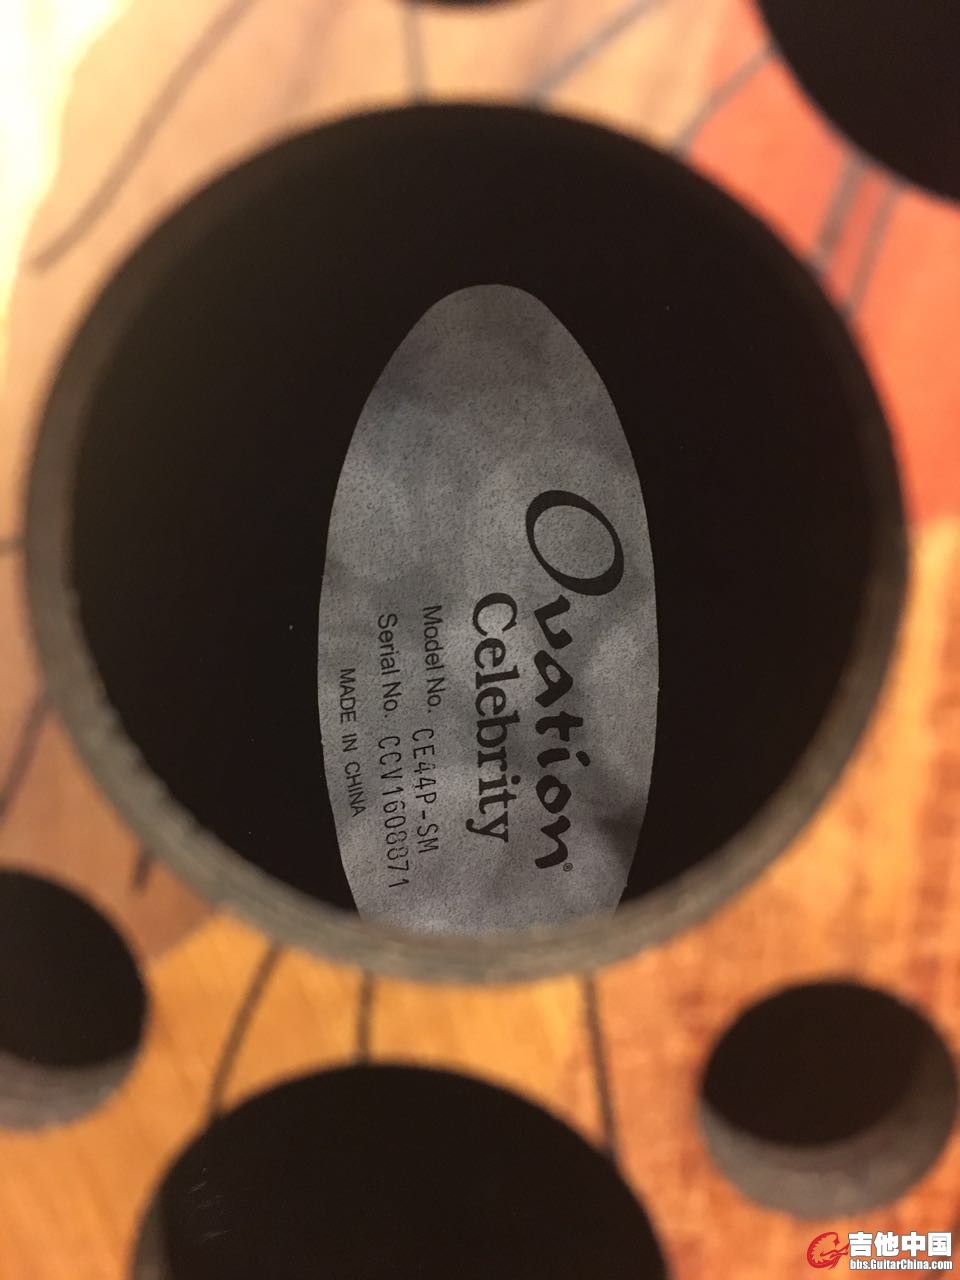 Ovation®
Celebrity
Model No. CE44P-SM
Serial No. CCV1608871
MADE IN CHINA
吉他中国
bbs.GuitarChina.com